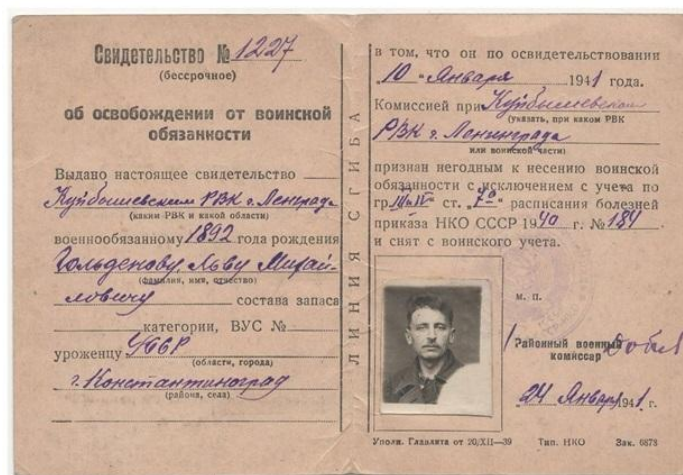 Свидетельство № 1227
(бессрочное)
об освобождении от воинской
обязанности
Выдано настоящее свидетельство
Куйбышевским РВК г. Ленграда
(каким РВК и какой области)
военнообязанному 1892 года рождения
Гольденову Льву Михай-
(фамилия, имя, отчество)
ловичу состава запаса
категории, ВУС №
уроженцу УССР
(области, города)
г. Константиноград
(района, села)
ЛИНИЯ СГИБА
в том, что он по освидетельствовании
„10 " Января 1941 года.
Комиссией при Куйбышевском
(указать, при каком РВК
РВК г. Ленинграда
или воинской части)
признан негодным к несению воинской
обязанности с исключением с учета по
гр. III и IV ст. „ " расписания болезней
приказа НКО СССР 1940 г. № 184
и снят с воинского учета.
м. п.
Районный военный
комиссар
„24 Января 1941 г.
Уполн. Главлита от 20/XII—39 Тип. НКО Зак. 6878